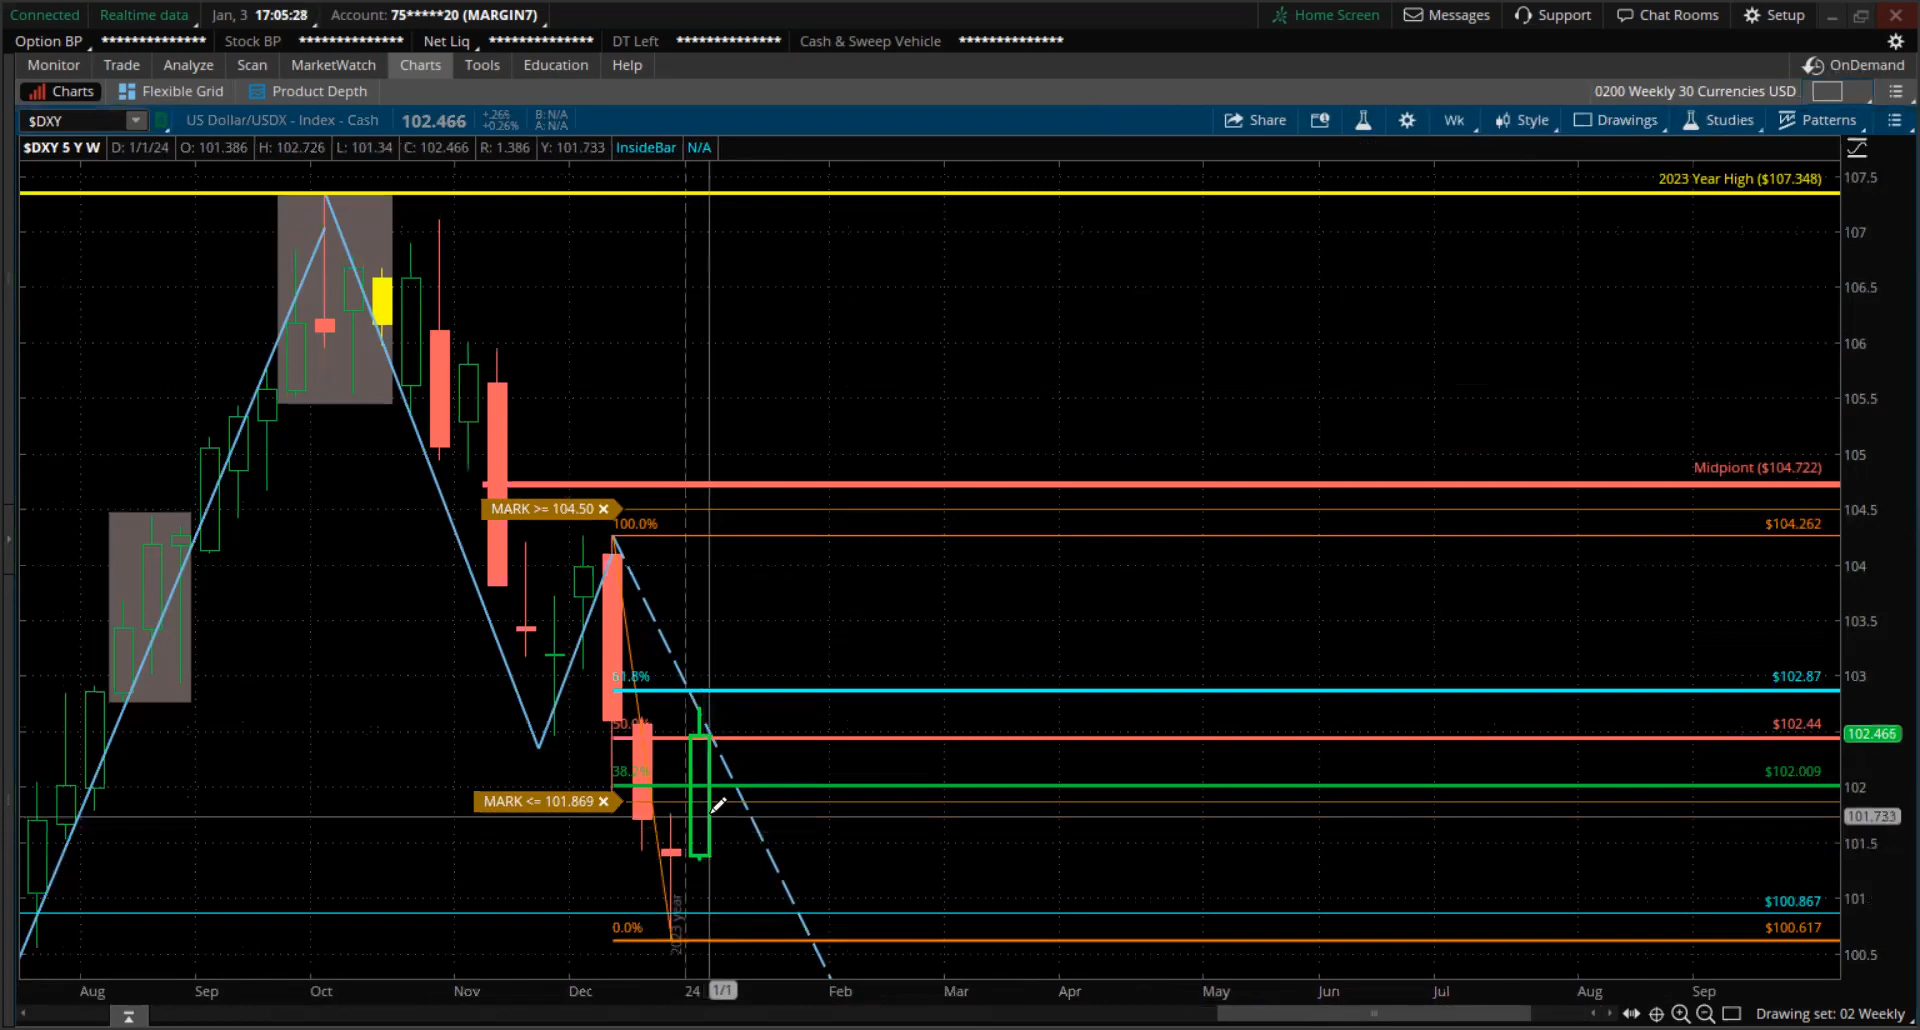 Connected Realtime data Jan, 3 17:05:28 Account: 75*****20 (MARGIN7) Home Screen Messages Support Chat Rooms Setup
Option BP ************** Stock BP ************** Net Liq ************** DT Left ************** Cash & Sweep Vehicle **************
Monitor Trade Analyze Scan MarketWatch Charts Tools Education Help OnDemand
Charts Flexible Grid Product Depth 0200 Weekly 30 Currencies USD
$DXY US Dollar/USDX - Index - Cash 102.466 +.266 B: N/A Share Wk Style Drawings Studies Patterns
+0.26% A: N/A
$DXY 5 Y W D: 1/1/24 O: 101.386 H: 102.726 L: 101.34 C: 102.466 R: 1.386 Y: 101.733 InsideBar N/A
2023 Year High ($107.348) 107.5
107
106.5
106
105.5
105
Midpiont ($104.722)
MARK >= 104.50 × 104.5
100.0% $104.262
104
103.5
61.8% $102.87 103
50.0% $102.44
102.466
38.2% $102.009
102
MARK <= 101.869 ×
101.733
101.5
2023 year
$100.867 101
0.0% $100.617
100.5
Aug Sep Oct Nov Dec 24 1/1 Feb Mar Apr May Jun Jul Aug Sep
Drawing set: 02 Weekly